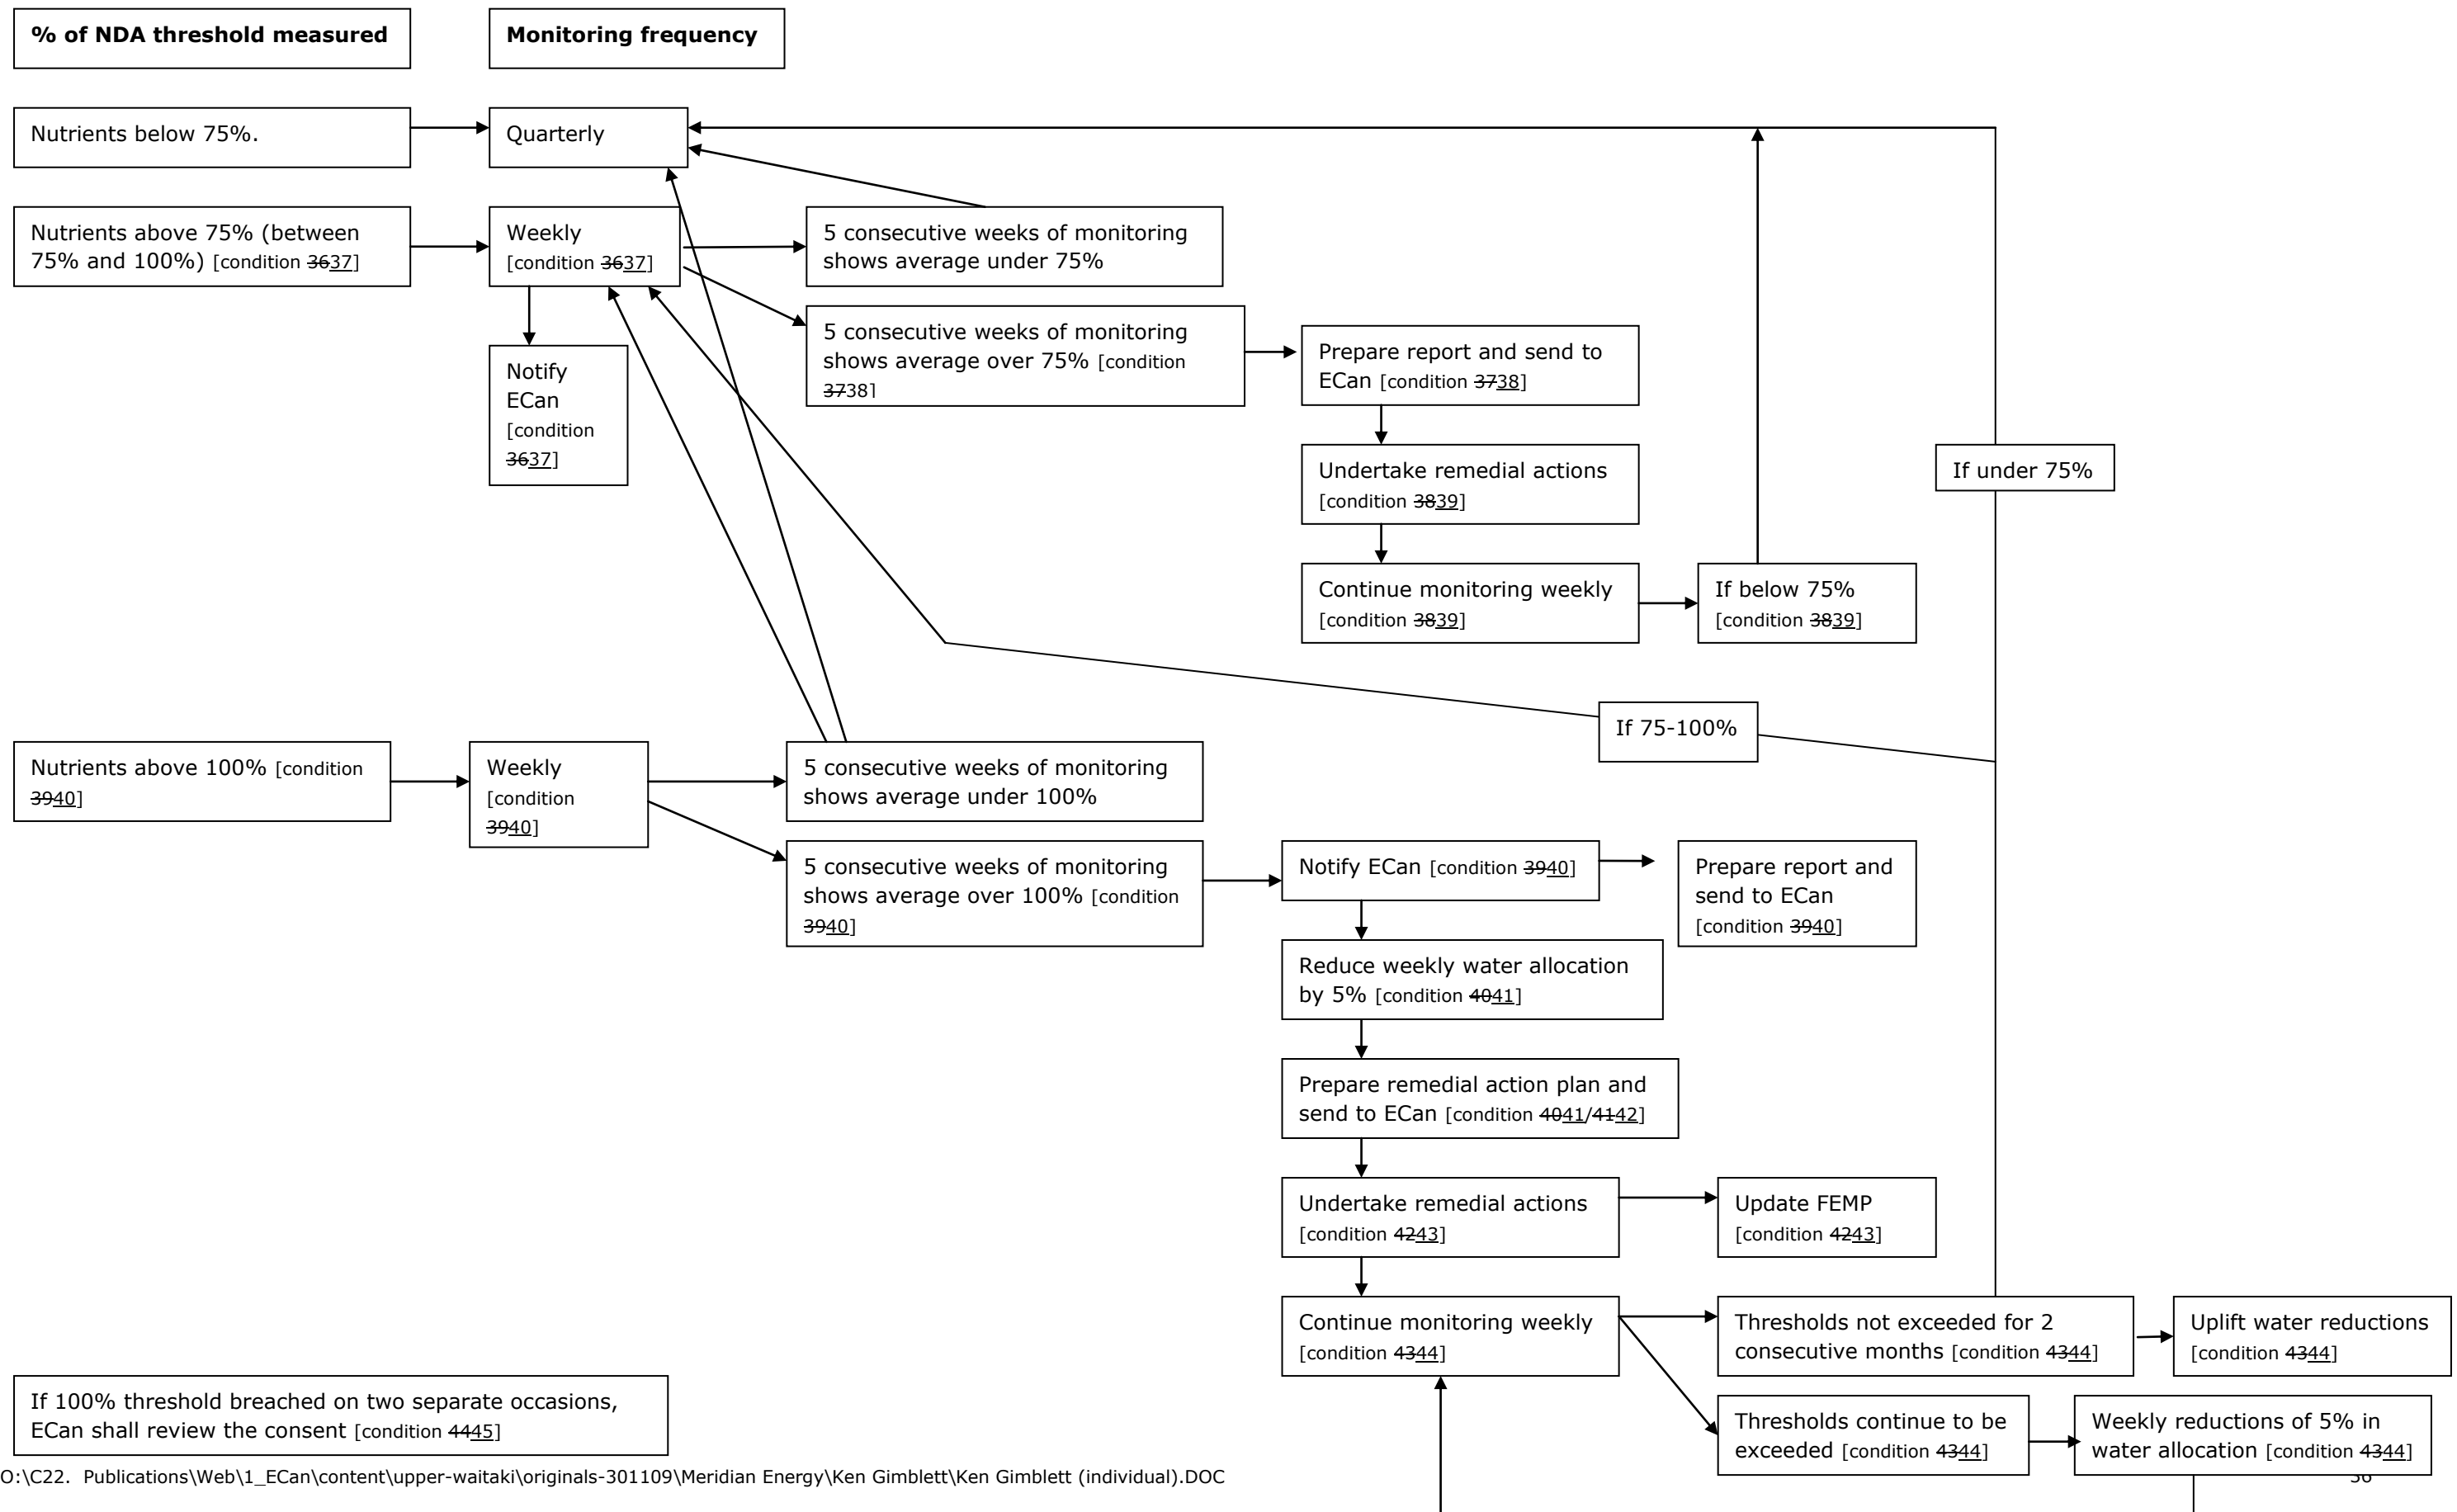 % of NDA threshold measured
Monitoring frequency
Nutrients below 75%.
Quarterly
Nutrients above 75% (between
75% and 100%) [condition 3637]
Weekly
[condition 3637]
5 consecutive weeks of monitoring
shows average under 75%
5 consecutive weeks of monitoring
shows average over 75% [condition
3738]
Notify
ECan
[condition
3637]
Prepare report and send to
ECan [condition 3738]
Undertake remedial actions
[condition 3839]
If under 75%
Continue monitoring weekly
[condition 3839]
If below 75%
[condition 3839]
If 75-100%
Nutrients above 100% [condition
3940]
Weekly
[condition
3940]
5 consecutive weeks of monitoring
shows average under 100%
5 consecutive weeks of monitoring
shows average over 100% [condition
3940]
Notify ECan [condition 3940]
Prepare report and
send to ECan
[condition 3940]
Reduce weekly water allocation
by 5% [condition 4041]
Prepare remedial action plan and
send to ECan [condition 4041/4142]
Undertake remedial actions
[condition 4243]
Update FEMP
[condition 4243]
Continue monitoring weekly
[condition 4344]
Thresholds not exceeded for 2
consecutive months [condition 4344]
Uplift water reductions
[condition 4344]
If 100% threshold breached on two separate occasions,
ECan shall review the consent [condition 4445]
Thresholds continue to be
exceeded [condition 4344]
Weekly reductions of 5% in
water allocation [condition 4344]
O:\C22. Publications\Web\1_ECan\content\upper-waitaki\originals-301109\Meridian Energy\Ken Gimblett\Ken Gimblett (individual).DOC
36